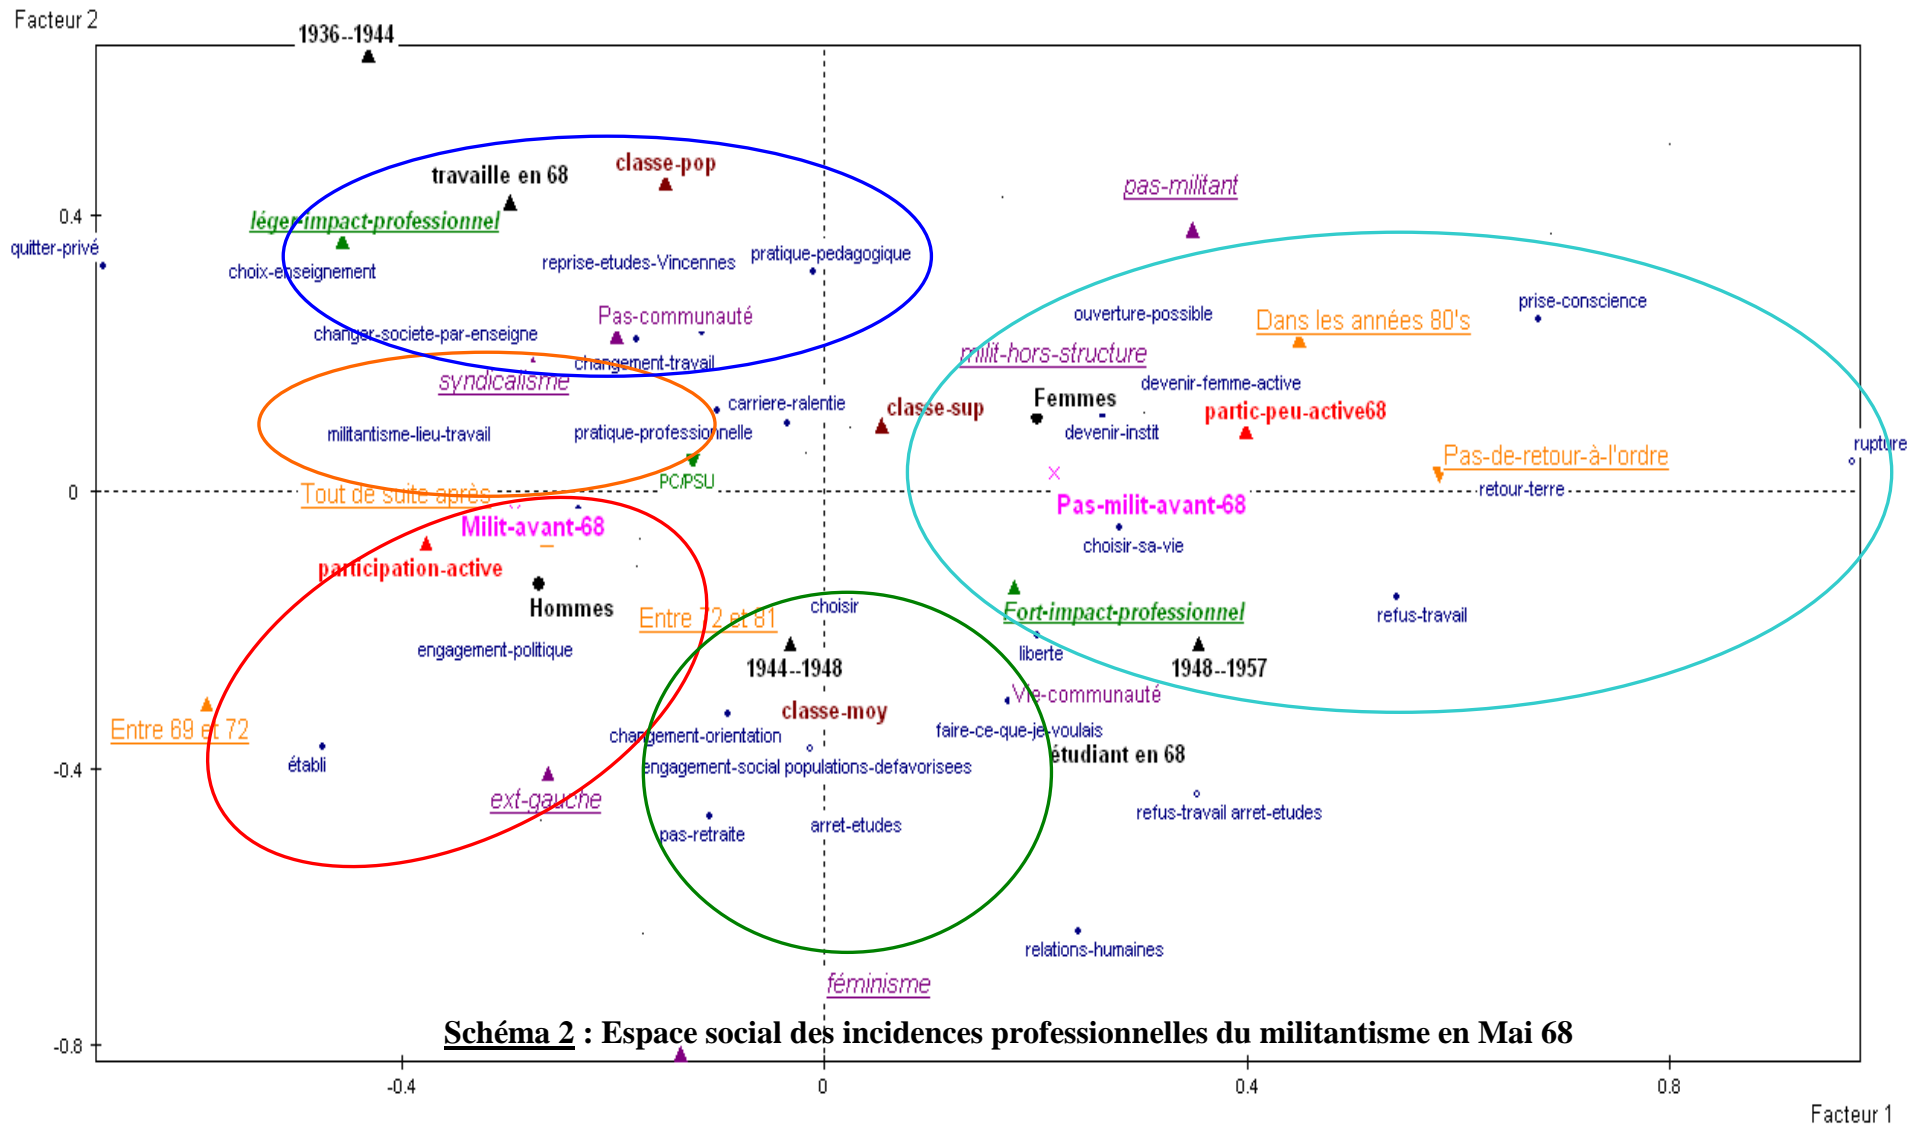 Facteur 2
1936--1944
classe-pop
travaille en 68
pas-militant
léger-impact-professionnel
0.4
quitter-privé
choix-enseignement
reprise-etudes-Vincennes
pratique-pedagogique
prise-conscience
ouverture-possible
Dans les années 80's
Pas-communauté
changer-societe-par-enseigne
changement-travail
milit-hors-structure
syndicalisme
devenir-femme-active
Femmes
carriere-ralentie
classe-sup
partic-peu-active68
militantisme-lieu-travail
pratique-professionnelle
devenir-instit
rupture
Pas-de-retour-à-l'ordre
PC/PSU
0
Tout de suite après
retour-terre
Milit-avant-68
Pas-milit-avant-68
choisir-sa-vie
participation-active
Hommes
choisir
Fort-impact-professionnel
refus-travail
Entre 72 et 81
engagement-politique
liberte
1944--1948
1948--1957
Vie-communauté
classe-moy
Entre 69 et 72
changement-orientation
faire-ce-que-je-voulais
étudiant en 68
établi
-0.4
engagement-social populations-defavorisees
ext-gauche
refus-travail arret-etudes
pas-retraite
arret-etudes
relations-humaines
féminisme
Schéma 2 : Espace social des incidences professionnelles du militantisme en Mai 68
-0.8
-0.4
0
0.4
0.8
Facteur 1